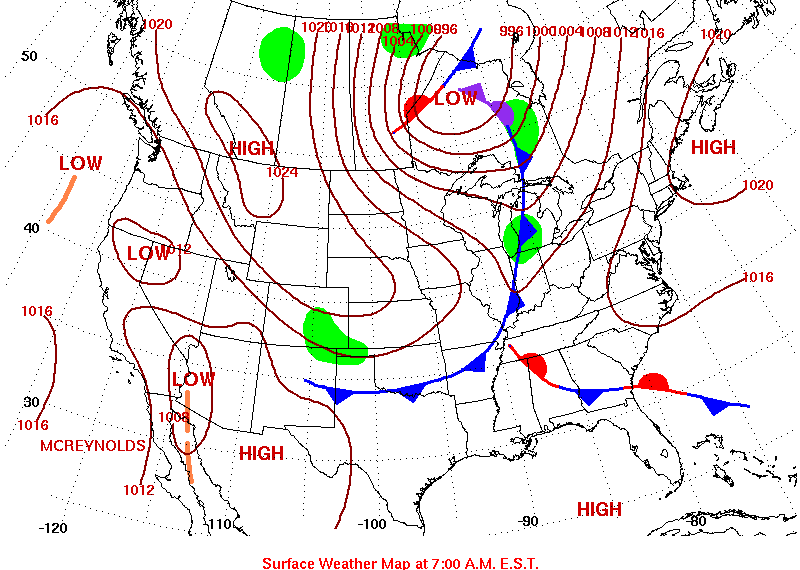 1020 1020 1016 1012 1008 1000 996 996 1000 1004 1008 1012 1016 1020
1004
50
LOW
1016
HIGH HIGH
LOW
1024
1020
40
LOW 1012
1016
1016
LOW
30
1008
1016
MCREYNOLDS
HIGH
1012
HIGH
-120 -110 -100 -90 -80
Surface Weather Map at 7:00 A.M. E.S.T.